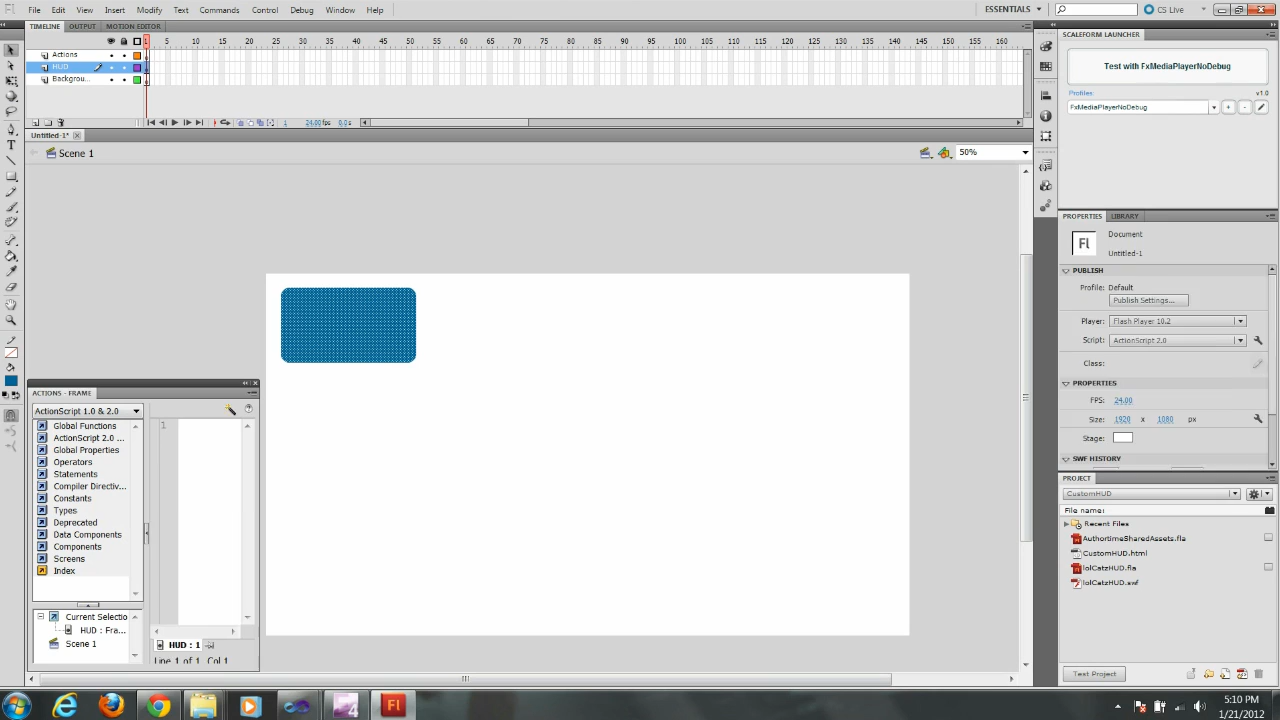 Fl File Edit View Insert Modify Text Commands Control Debug Window Help ESSENTIALS CS Live
TIMELINE OUTPUT MOTION EDITOR
5 10 15 20 25 30 35 40 45 50 55 60 65 70 75 80 85 90 95 100 105 110 115 120 125 130 135 140 145 150 155 160
Actions
HUD
Backgrou...
1 24.00fps 0.0s
Untitled-1*
Scene 1
50%
SCALEFORM LAUNCHER
Test with FxMediaPlayerNoDebug
Profiles: v1.0
FxMediaPlayerNoDebug
PROPERTIES LIBRARY
Fl
Document
Untitled-1
PUBLISH
Profile: Default
Publish Settings...
Player: Flash Player 10.2
Script: ActionScript 2.0
Class:
PROPERTIES
FPS: 24.00
Size: 1920 x 1080 px
Stage:
SWF HISTORY
PROJECT
CustomHUD
File name:
Recent Files
AuthortimeSharedAssets.fla
CustomHUD.html
lolCatzHUD.fla
lolCatzHUD.swf
Test Project
ACTIONS - FRAME
ActionScript 1.0 & 2.0
Global Functions
ActionScript 2.0 ...
Global Properties
Operators
Statements
Compiler Directiv...
Constants
Types
Deprecated
Data Components
Components
Screens
Index
Current Selectio
HUD : Fra...
Scene 1
1
HUD : 1
Line 1 of 1, Col 1
4
Fl
5:10 PM
1/21/2012